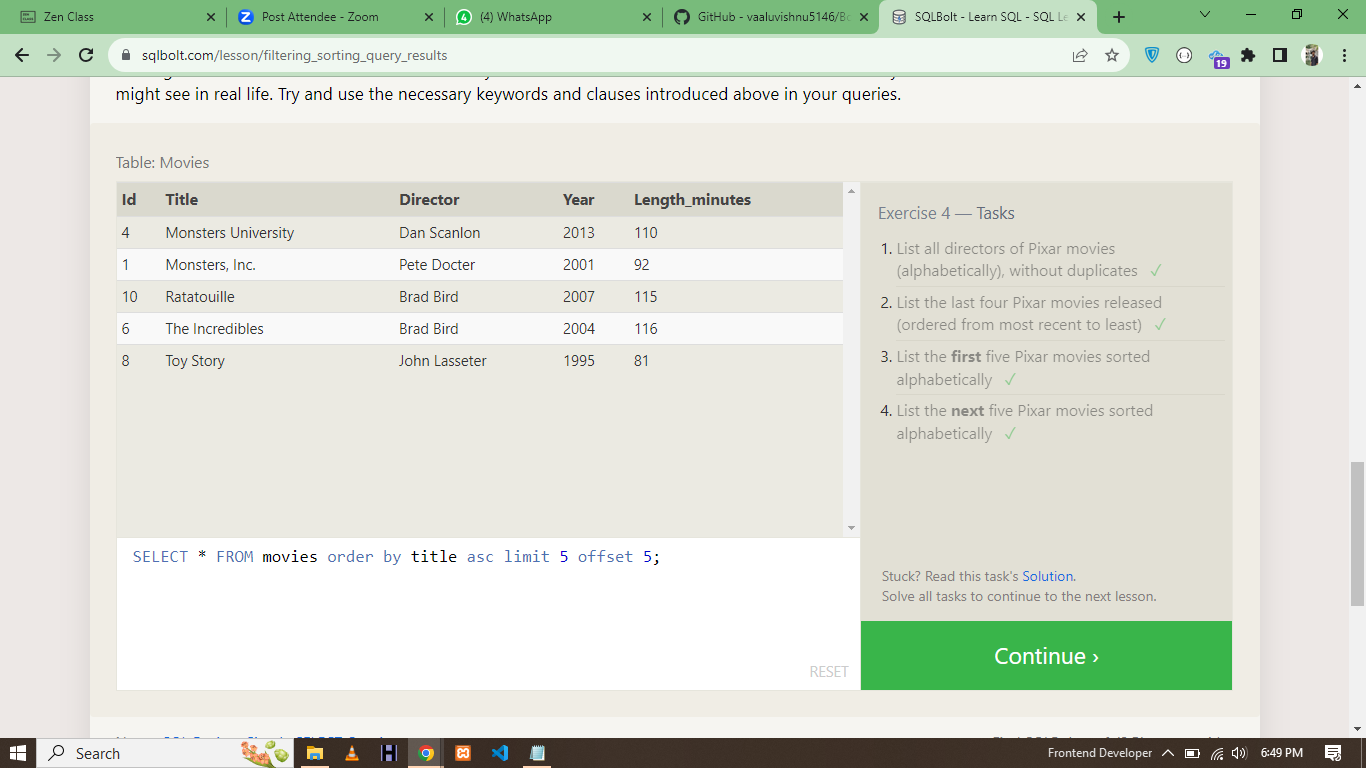 Zen Class
Post Attendee - Zoom
(4) WhatsApp
GitHub - vaaluvishnu5146/Bo
SQLBolt - Learn SQL - SQL Le
sqlbolt.com/lesson/filtering_sorting_query_results
19
might see in real life. Try and use the necessary keywords and clauses introduced above in your queries.
Table: Movies
Id Title Director Year Length_minutes
4 Monsters University Dan Scanlon 2013 110
1 Monsters, Inc. Pete Docter 2001 92
10 Ratatouille Brad Bird 2007 115
6 The Incredibles Brad Bird 2004 116
8 Toy Story John Lasseter 1995 81
SELECT * FROM movies order by title asc limit 5 offset 5;
RESET
Exercise 4 — Tasks
1. List all directors of Pixar movies
(alphabetically), without duplicates ✓
2. List the last four Pixar movies released
(ordered from most recent to least) ✓
3. List the first five Pixar movies sorted
alphabetically ✓
4. List the next five Pixar movies sorted
alphabetically ✓
Stuck? Read this task's Solution.
Solve all tasks to continue to the next lesson.
Continue ›
Search
Frontend Developer
6:49 PM